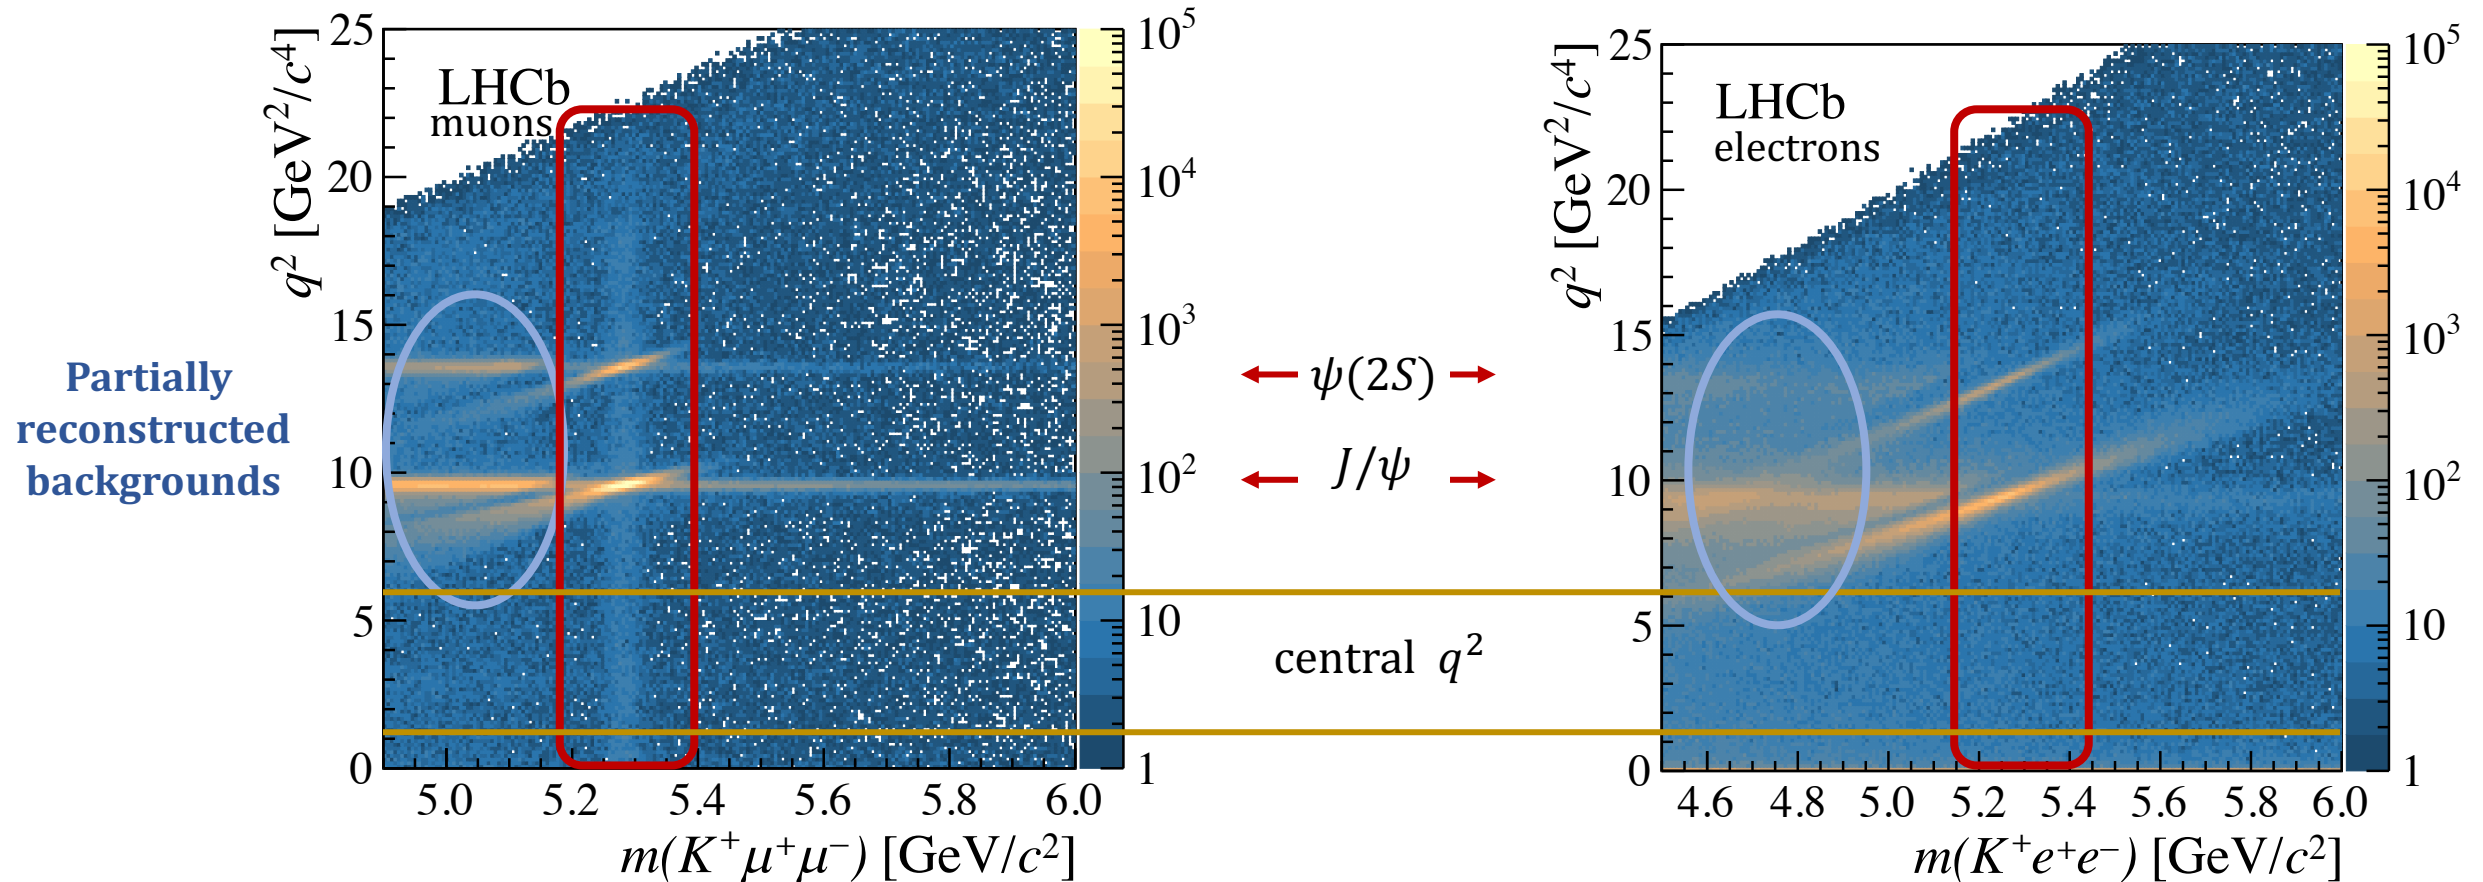 Partially
reconstructed
backgrounds
q² [GeV²/c⁴]
25
20
15
10
5
0
LHCb
muons
5.0 5.2 5.4 5.6 5.8 6.0
m(K⁺μ⁺μ⁻) [GeV/c²]
10⁵
10⁴
10³
10²
10
1
ψ(2S)
J/ψ
central q²
q² [GeV²/c⁴]
25
20
15
10
5
0
LHCb
electrons
4.6 4.8 5.0 5.2 5.4 5.6 5.8 6.0
m(K⁺e⁺e⁻) [GeV/c²]
10⁵
10⁴
10³
10²
10
1